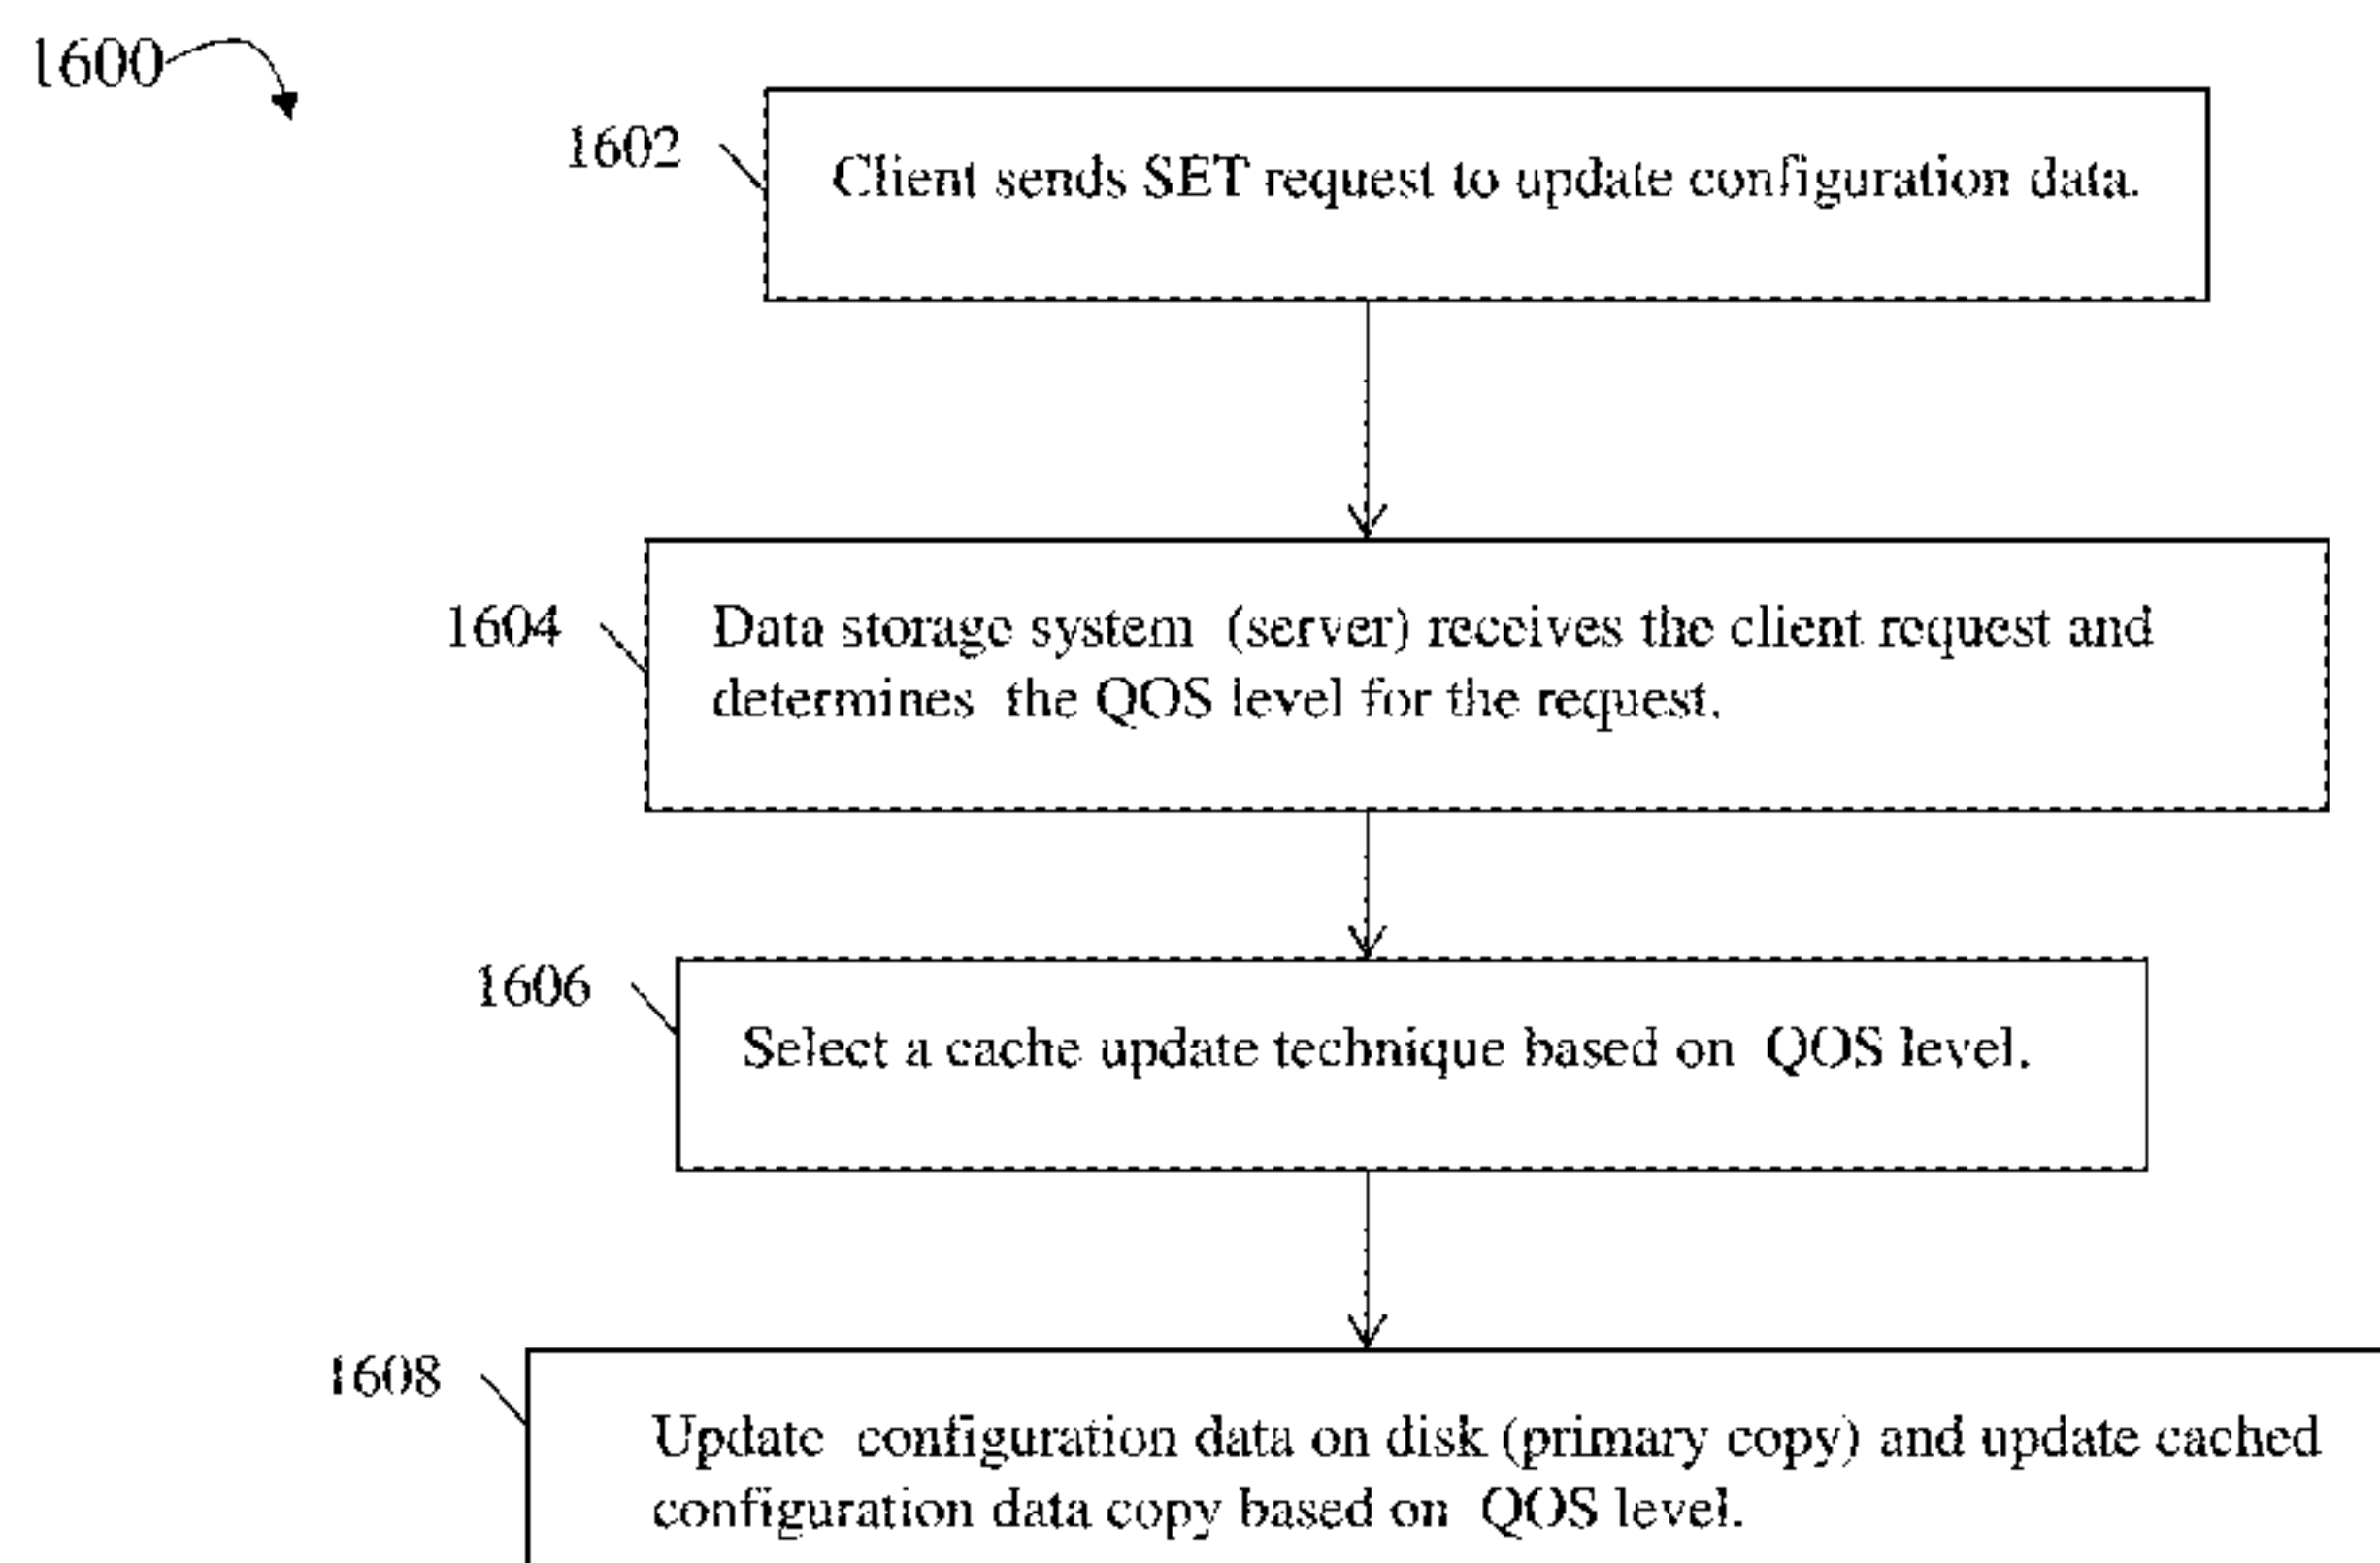 1600
1602
Client sends SET request to update configuration data.
1604
Data storage system (server) receives the client request and
determines the QOS level for the request.
1606
Select a cache update technique based on QOS level.
1608
Update configuration data on disk (primary copy) and update cached
configuration data copy based on QOS level.